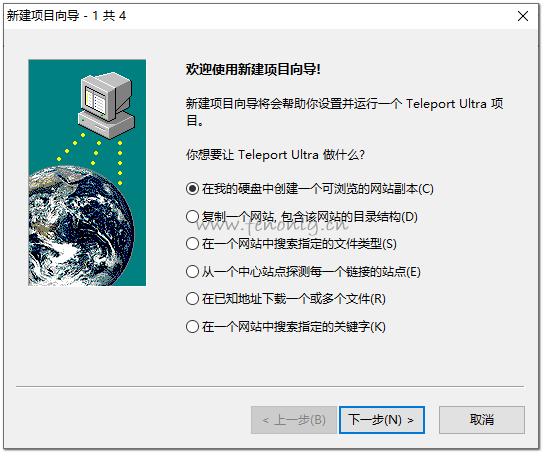 新建项目向导 - 1 共 4
欢迎使用新建项目向导!
新建项目向导将会帮助你设置并运行一个 Teleport Ultra 项
目。
你想要让 Teleport Ultra 做什么?
在我的硬盘中创建一个可浏览的网站副本(C)
复制一个网站, 包含该网站的目录结构(D)
www.fenonlg.cn
在一个网站中搜索指定的文件类型(S)
从一个中心站点探测每一个链接的站点(E)
在已知地址下载一个或多个文件(R)
在一个网站中搜索指定的关键字(K)
< 上一步(B) 下一步(N) > 取消